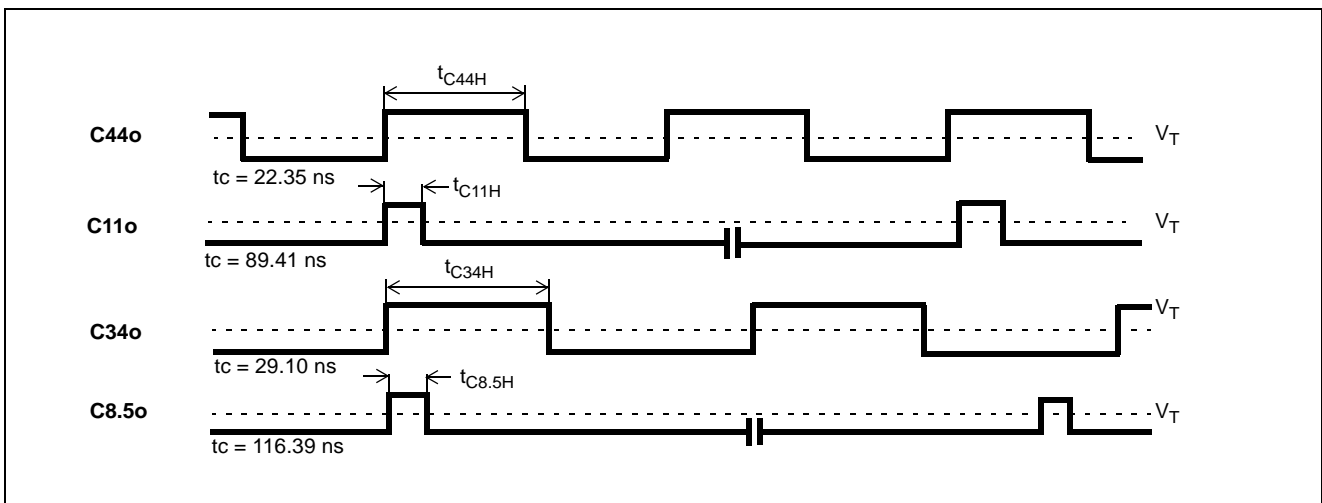 tC44H
C44o
VT
tc = 22.35 ns
tC11H
C11o
VT
tc = 89.41 ns
tC34H
C34o
VT
tc = 29.10 ns
tC8.5H
C8.5o
VT
tc = 116.39 ns